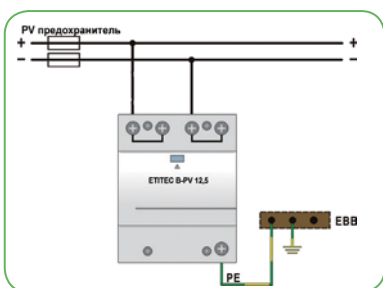 PV предохранитель
+ +
− −
ETITEC B-PV 12,5
EBB
PE